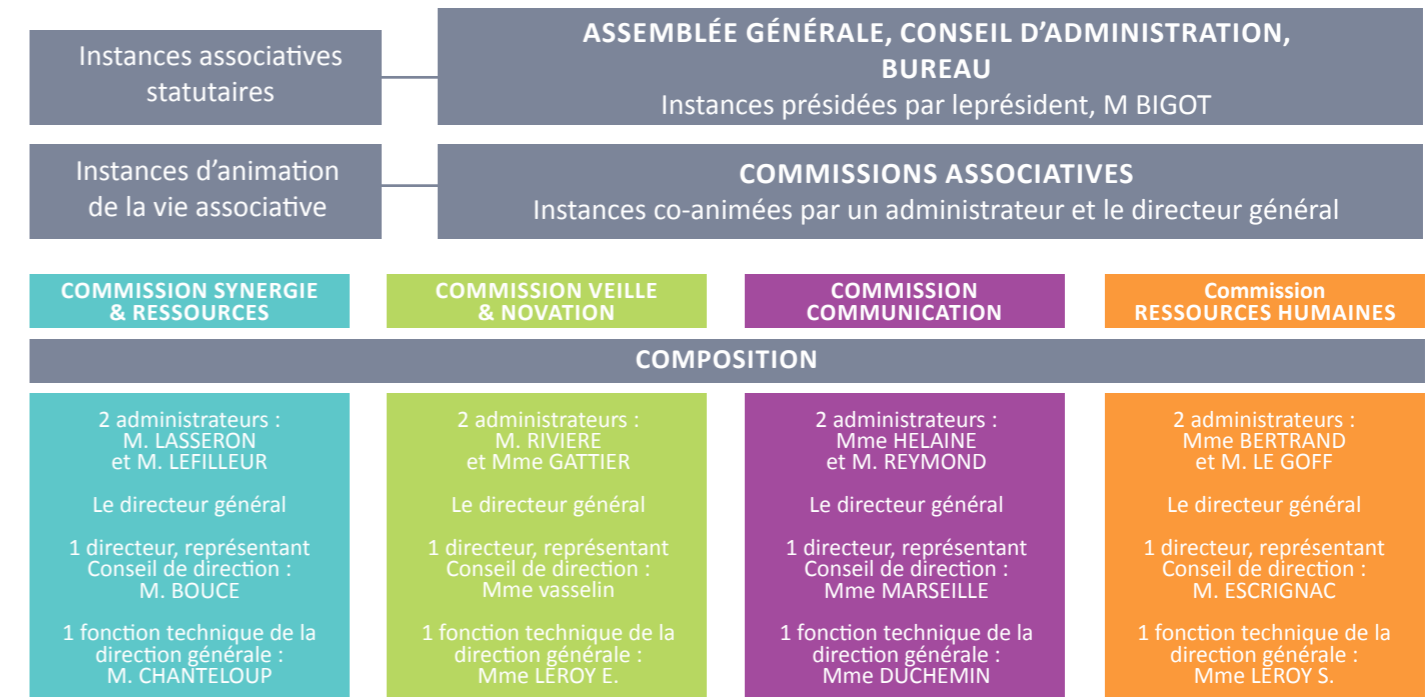 Instances associatives
statutaires
ASSEMBLÉE GÉNÉRALE, CONSEIL D’ADMINISTRATION,
BUREAU
Instances présidées par leprésident, M BIGOT
Instances d’animation
de la vie associative
COMMISSIONS ASSOCIATIVES
Instances co-animées par un administrateur et le directeur général
COMMISSION SYNERGIE
& RESSOURCES
COMMISSION VEILLE
& NOVATION
COMMISSION
COMMUNICATION
Commission
RESSOURCES HUMAINES
COMPOSITION
2 administrateurs :
M. LASSERON
et M. LEFILLEUR
Le directeur général
1 directeur, représentant
Conseil de direction :
M. BOUCE
1 fonction technique de la
direction générale :
M. CHANTELOUP
2 administrateurs :
M. RIVIERE
et Mme GATTIER
Le directeur général
1 directeur, représentant
Conseil de direction :
Mme vasselin
1 fonction technique de la
direction générale :
Mme LEROY E.
2 administrateurs :
Mme HELAINE
et M. REYMOND
Le directeur général
1 directeur, représentant
Conseil de direction :
Mme MARSEILLE
1 fonction technique de la
direction générale :
Mme DUCHEMIN
2 administrateurs :
Mme BERTRAND
et M. LE GOFF
Le directeur général
1 directeur, représentant
Conseil de direction :
M. ESCRIGNAC
1 fonction technique de la
direction générale :
Mme LEROY S.